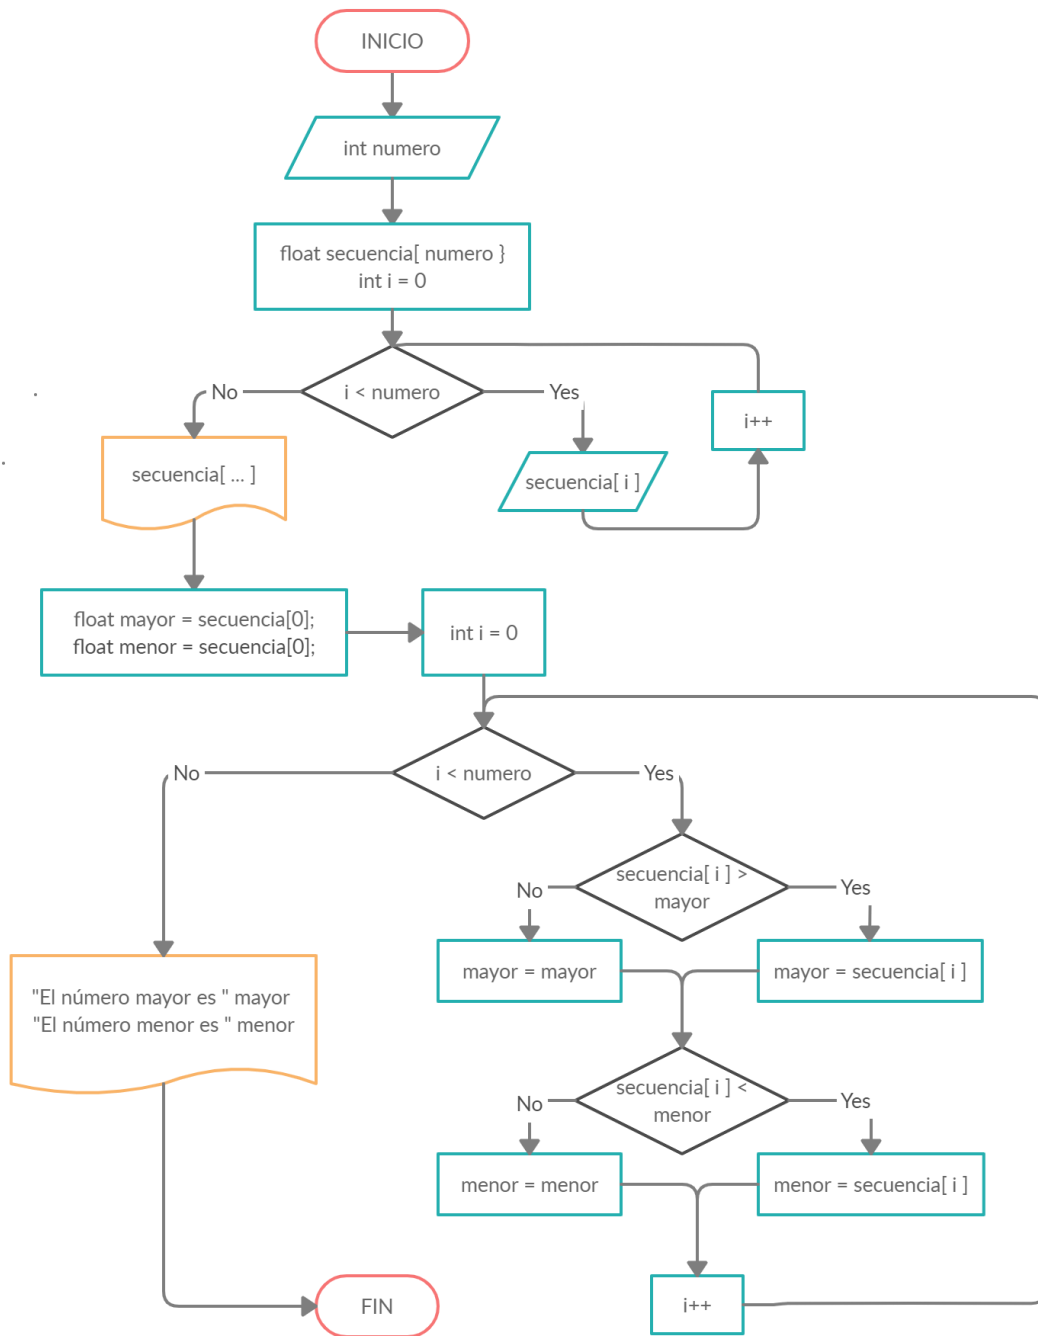 INICIO
int numero
float secuencia[ numero }
int i = 0
i < numero
No
Yes
i++
secuencia[ ... ]
secuencia[ i ]
float mayor = secuencia[0];
float menor = secuencia[0];
int i = 0
i < numero
No
Yes
secuencia[ i ] >
mayor
No
Yes
mayor = mayor
mayor = secuencia[ i ]
"El número mayor es " mayor
"El número menor es " menor
secuencia[ i ] <
menor
No
Yes
menor = menor
menor = secuencia[ i ]
FIN
i++